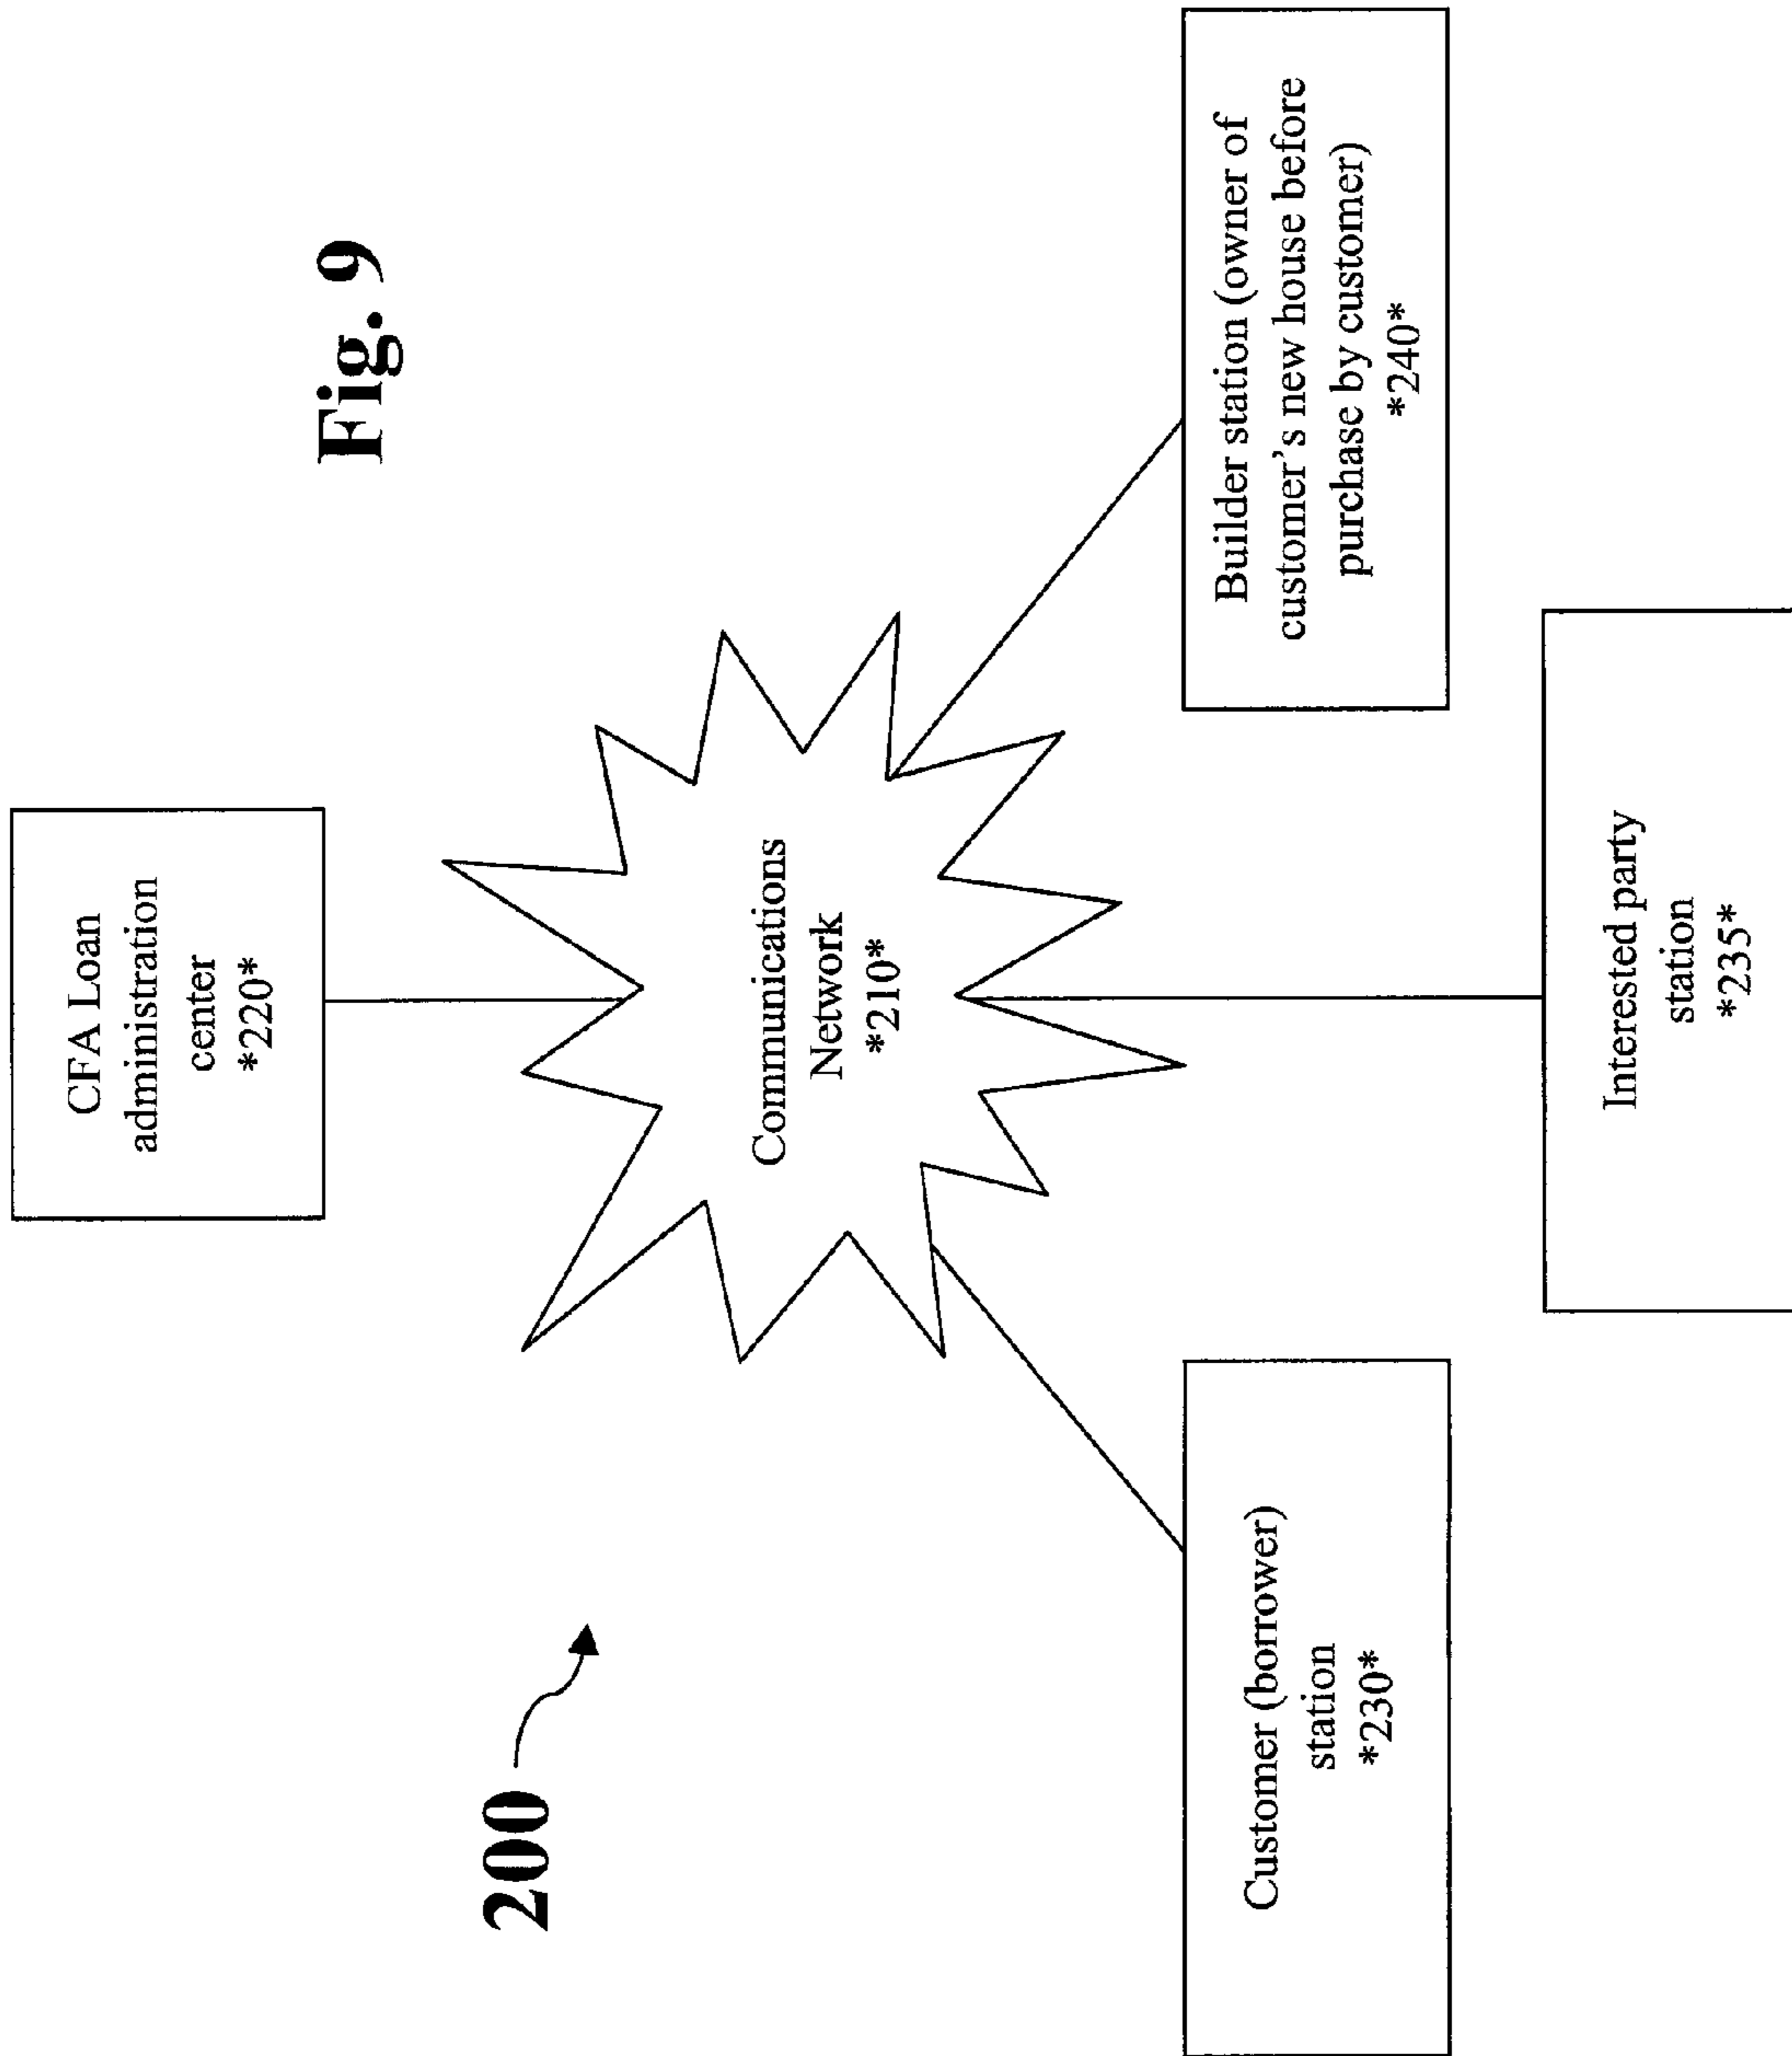 Fig. 9
200
CFA Loan
administration
center
*220*
Communications
Network
*210*
Customer (borrower)
station
*230*
Interested party
station
*235*
Builder station (owner of
customer's new house before
purchase by customer)
*240*